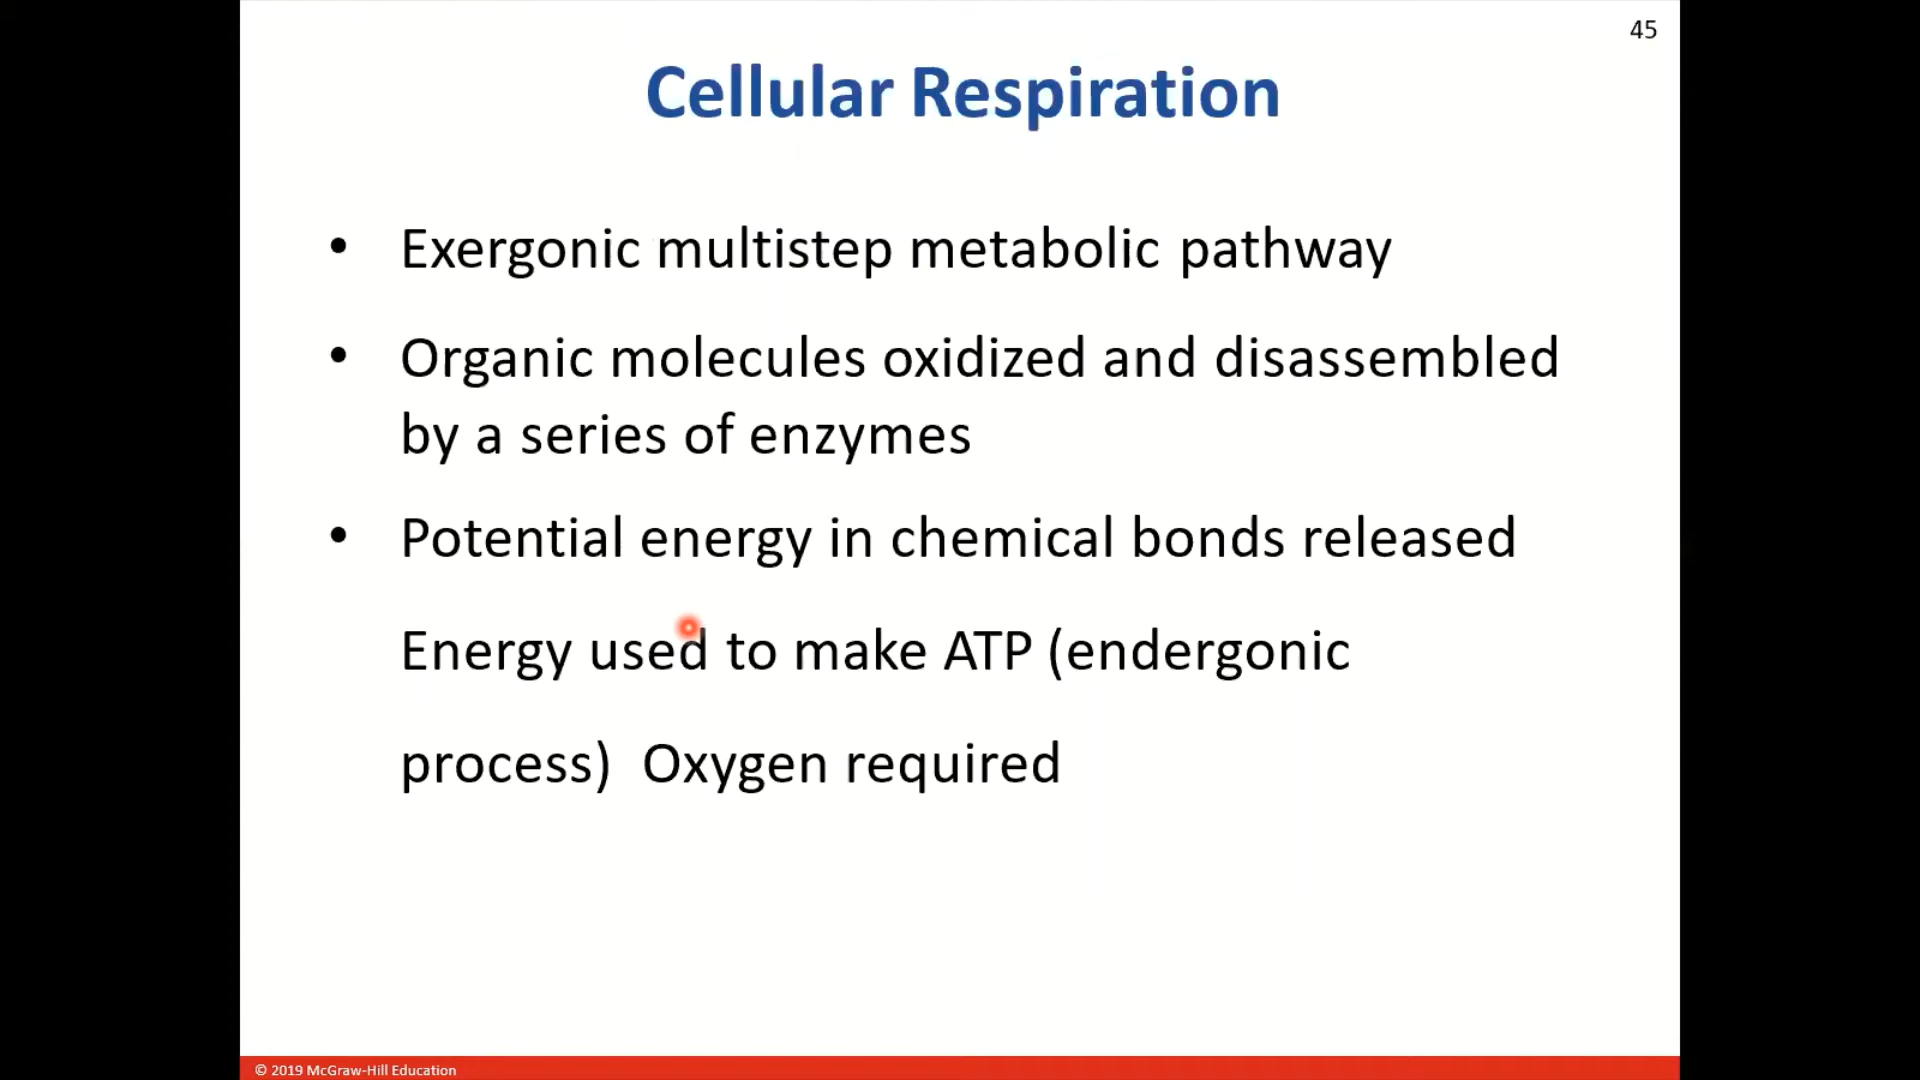 45
Cellular Respiration
• Exergonic multistep metabolic pathway
• Organic molecules oxidized and disassembled
by a series of enzymes
• Potential energy in chemical bonds released
Energy used to make ATP (endergonic
process)  Oxygen required
© 2019 McGraw-Hill Education